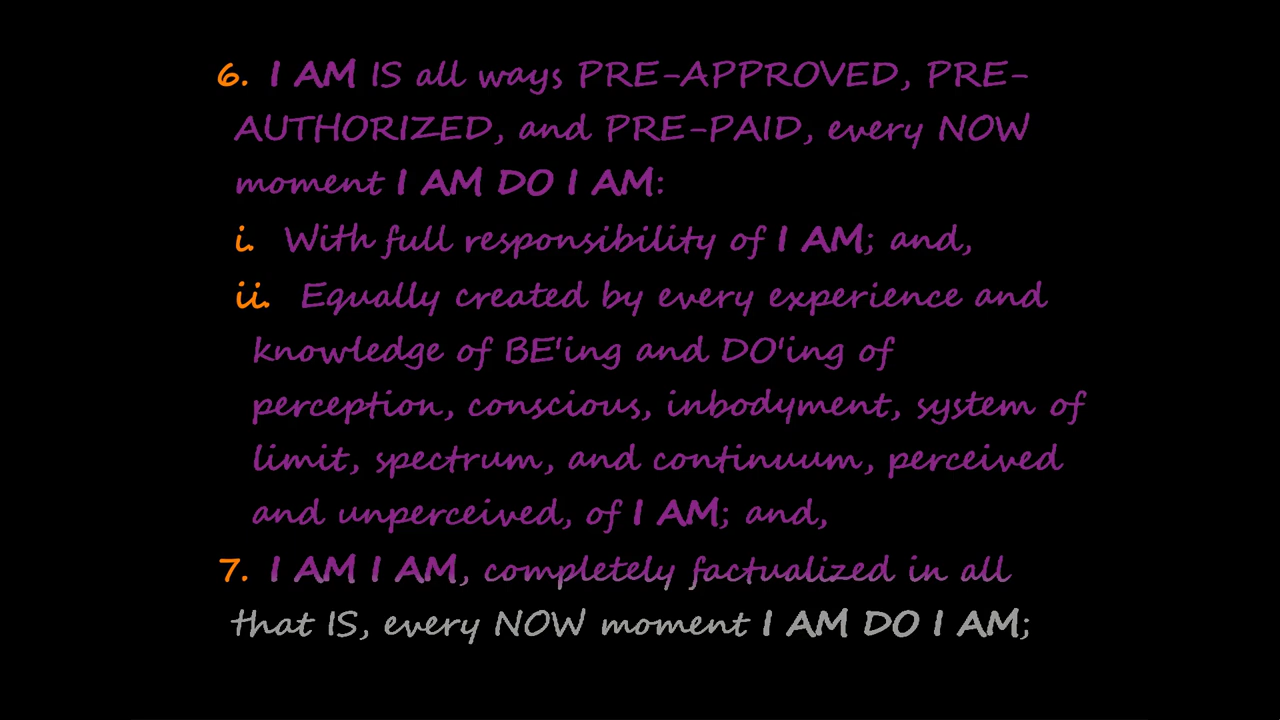 6. I AM IS all ways PRE-APPROVED, PRE-
AUTHORIZED, and PRE-PAID, every NOW
moment I AM DO I AM:
i. With full responsibility of I AM; and,
ii. Equally created by every experience and
knowledge of BE'ing and DO'ing of
perception, conscious, inbodyment, system of
limit, spectrum, and continuum, perceived
and unperceived, of I AM; and,
7. I AM I AM, completely factualized in all
that IS, every NOW moment I AM DO I AM;